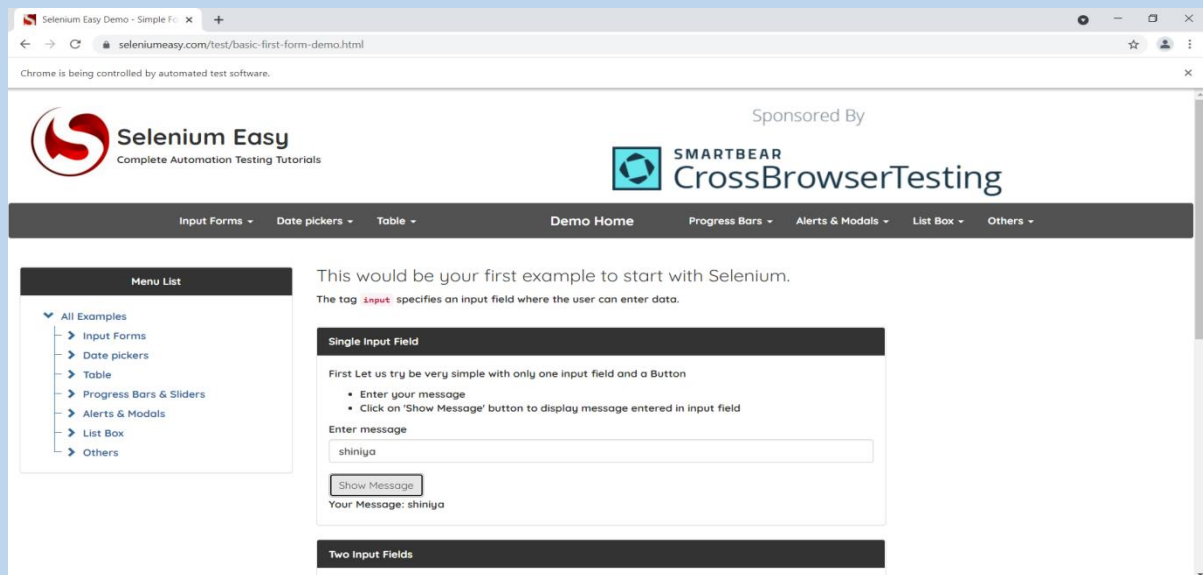 Selenium Easy Demo - Simple Fo
seleniumeasy.com/test/basic-first-form-demo.html
Chrome is being controlled by automated test software.
Selenium Easy
Complete Automation Testing Tutorials
Sponsored By
SMARTBEAR
CrossBrowserTesting
Input Forms Date pickers Table Demo Home Progress Bars Alerts & Modals List Box Others
Menu List
All Examples
Input Forms
Date pickers
Table
Progress Bars & Sliders
Alerts & Modals
List Box
Others
This would be your first example to start with Selenium.
The tag input specifies an input field where the user can enter data.
Single Input Field
First Let us try be very simple with only one input field and a Button
Enter your message
Click on 'Show Message' button to display message entered in input field
Enter message
shiniya
Show Message
Your Message: shiniya
Two Input Fields